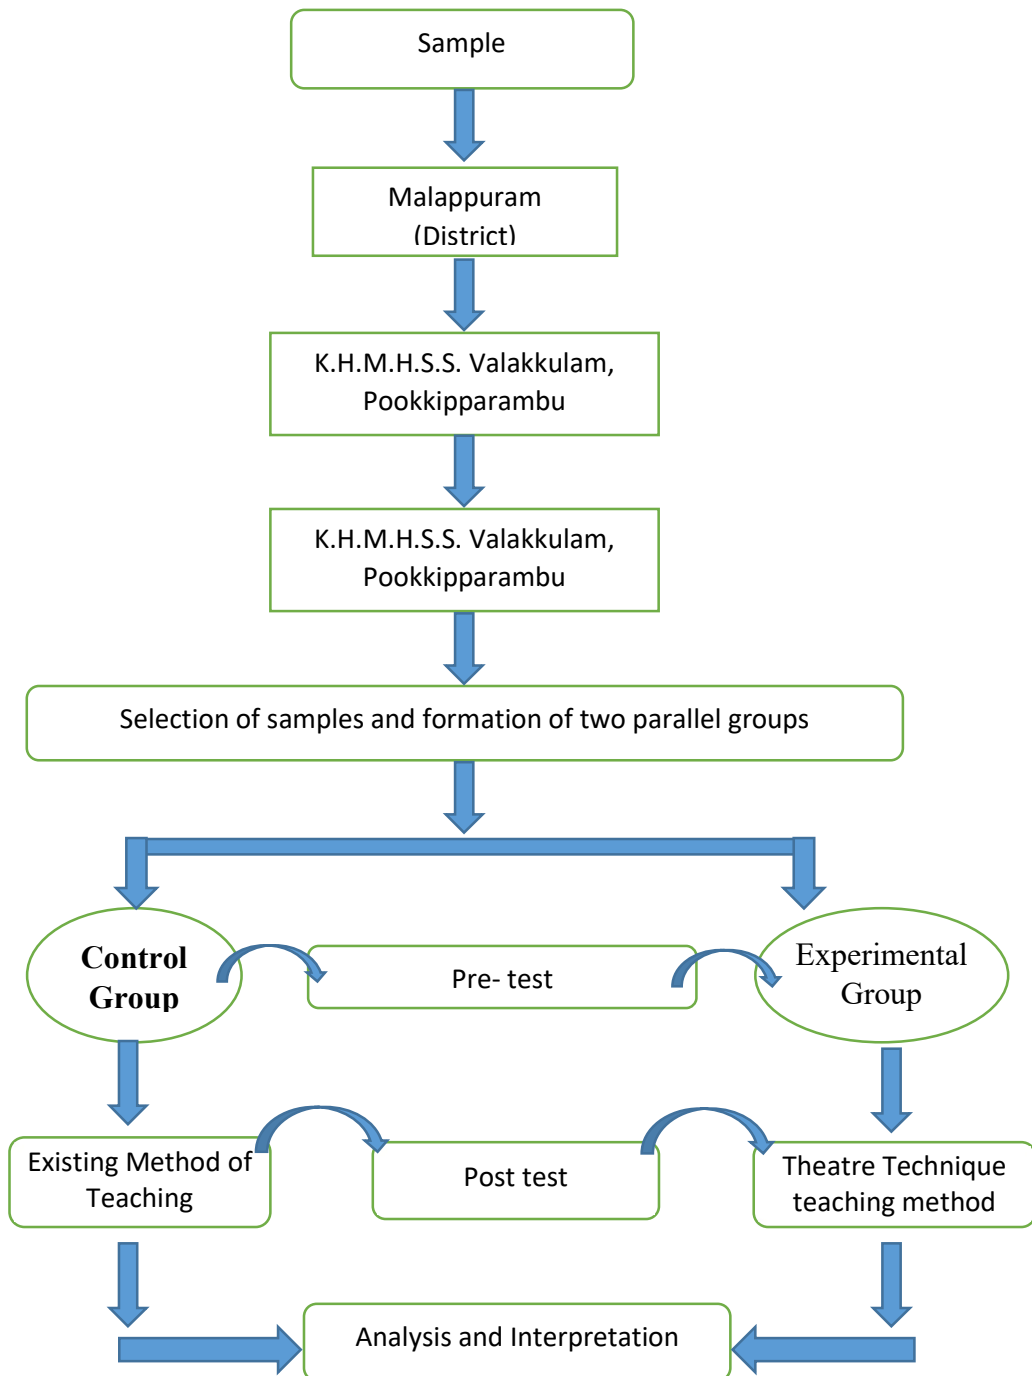 Sample
Malappuram
(District)
K.H.M.H.S.S. Valakkulam,
Pookkipparambu
K.H.M.H.S.S. Valakkulam,
Pookkipparambu
Selection of samples and formation of two parallel groups
Control
Group
Pre- test
Experimental
Group
Existing Method of
Teaching
Post test
Theatre Technique
teaching method
Analysis and Interpretation